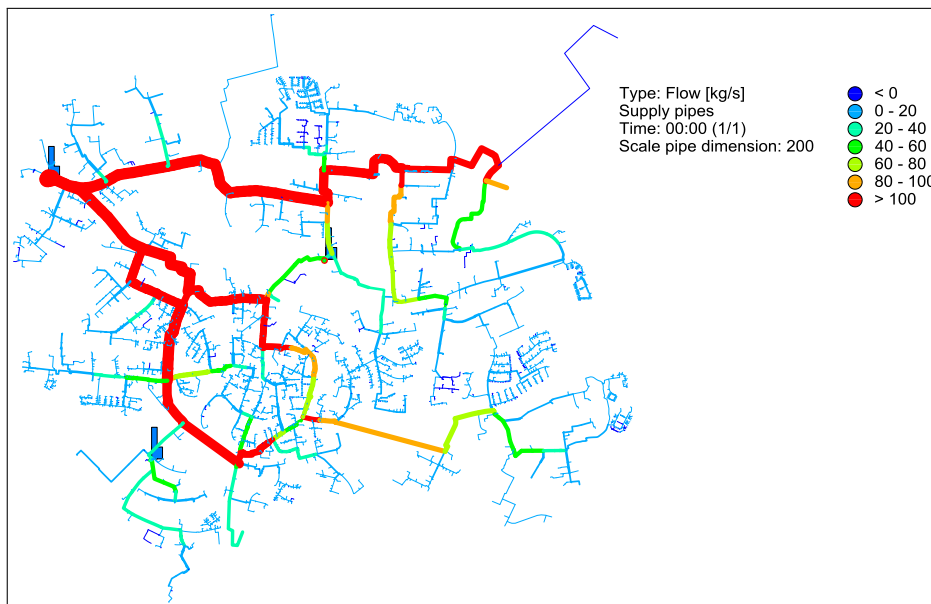 Type: Flow [kg/s]
Supply pipes
Time: 00:00 (1/1)
Scale pipe dimension: 200
< 0
0 - 20
20 - 40
40 - 60
60 - 80
80 - 100
> 100